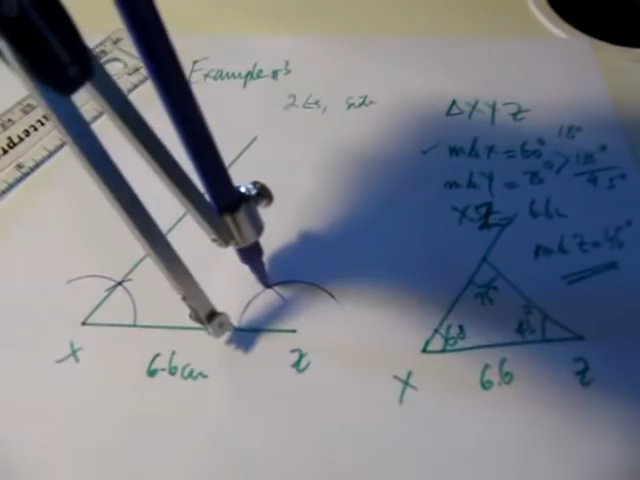 Example #3
2 ∠s, side
ΔXYZ
✓ m∡X = 60°
m∡Y = 75°
180°
135°
45°
XZ = 6.6
m∡Z = 45°
60
45
X
6.6cm
X
6.6
Z